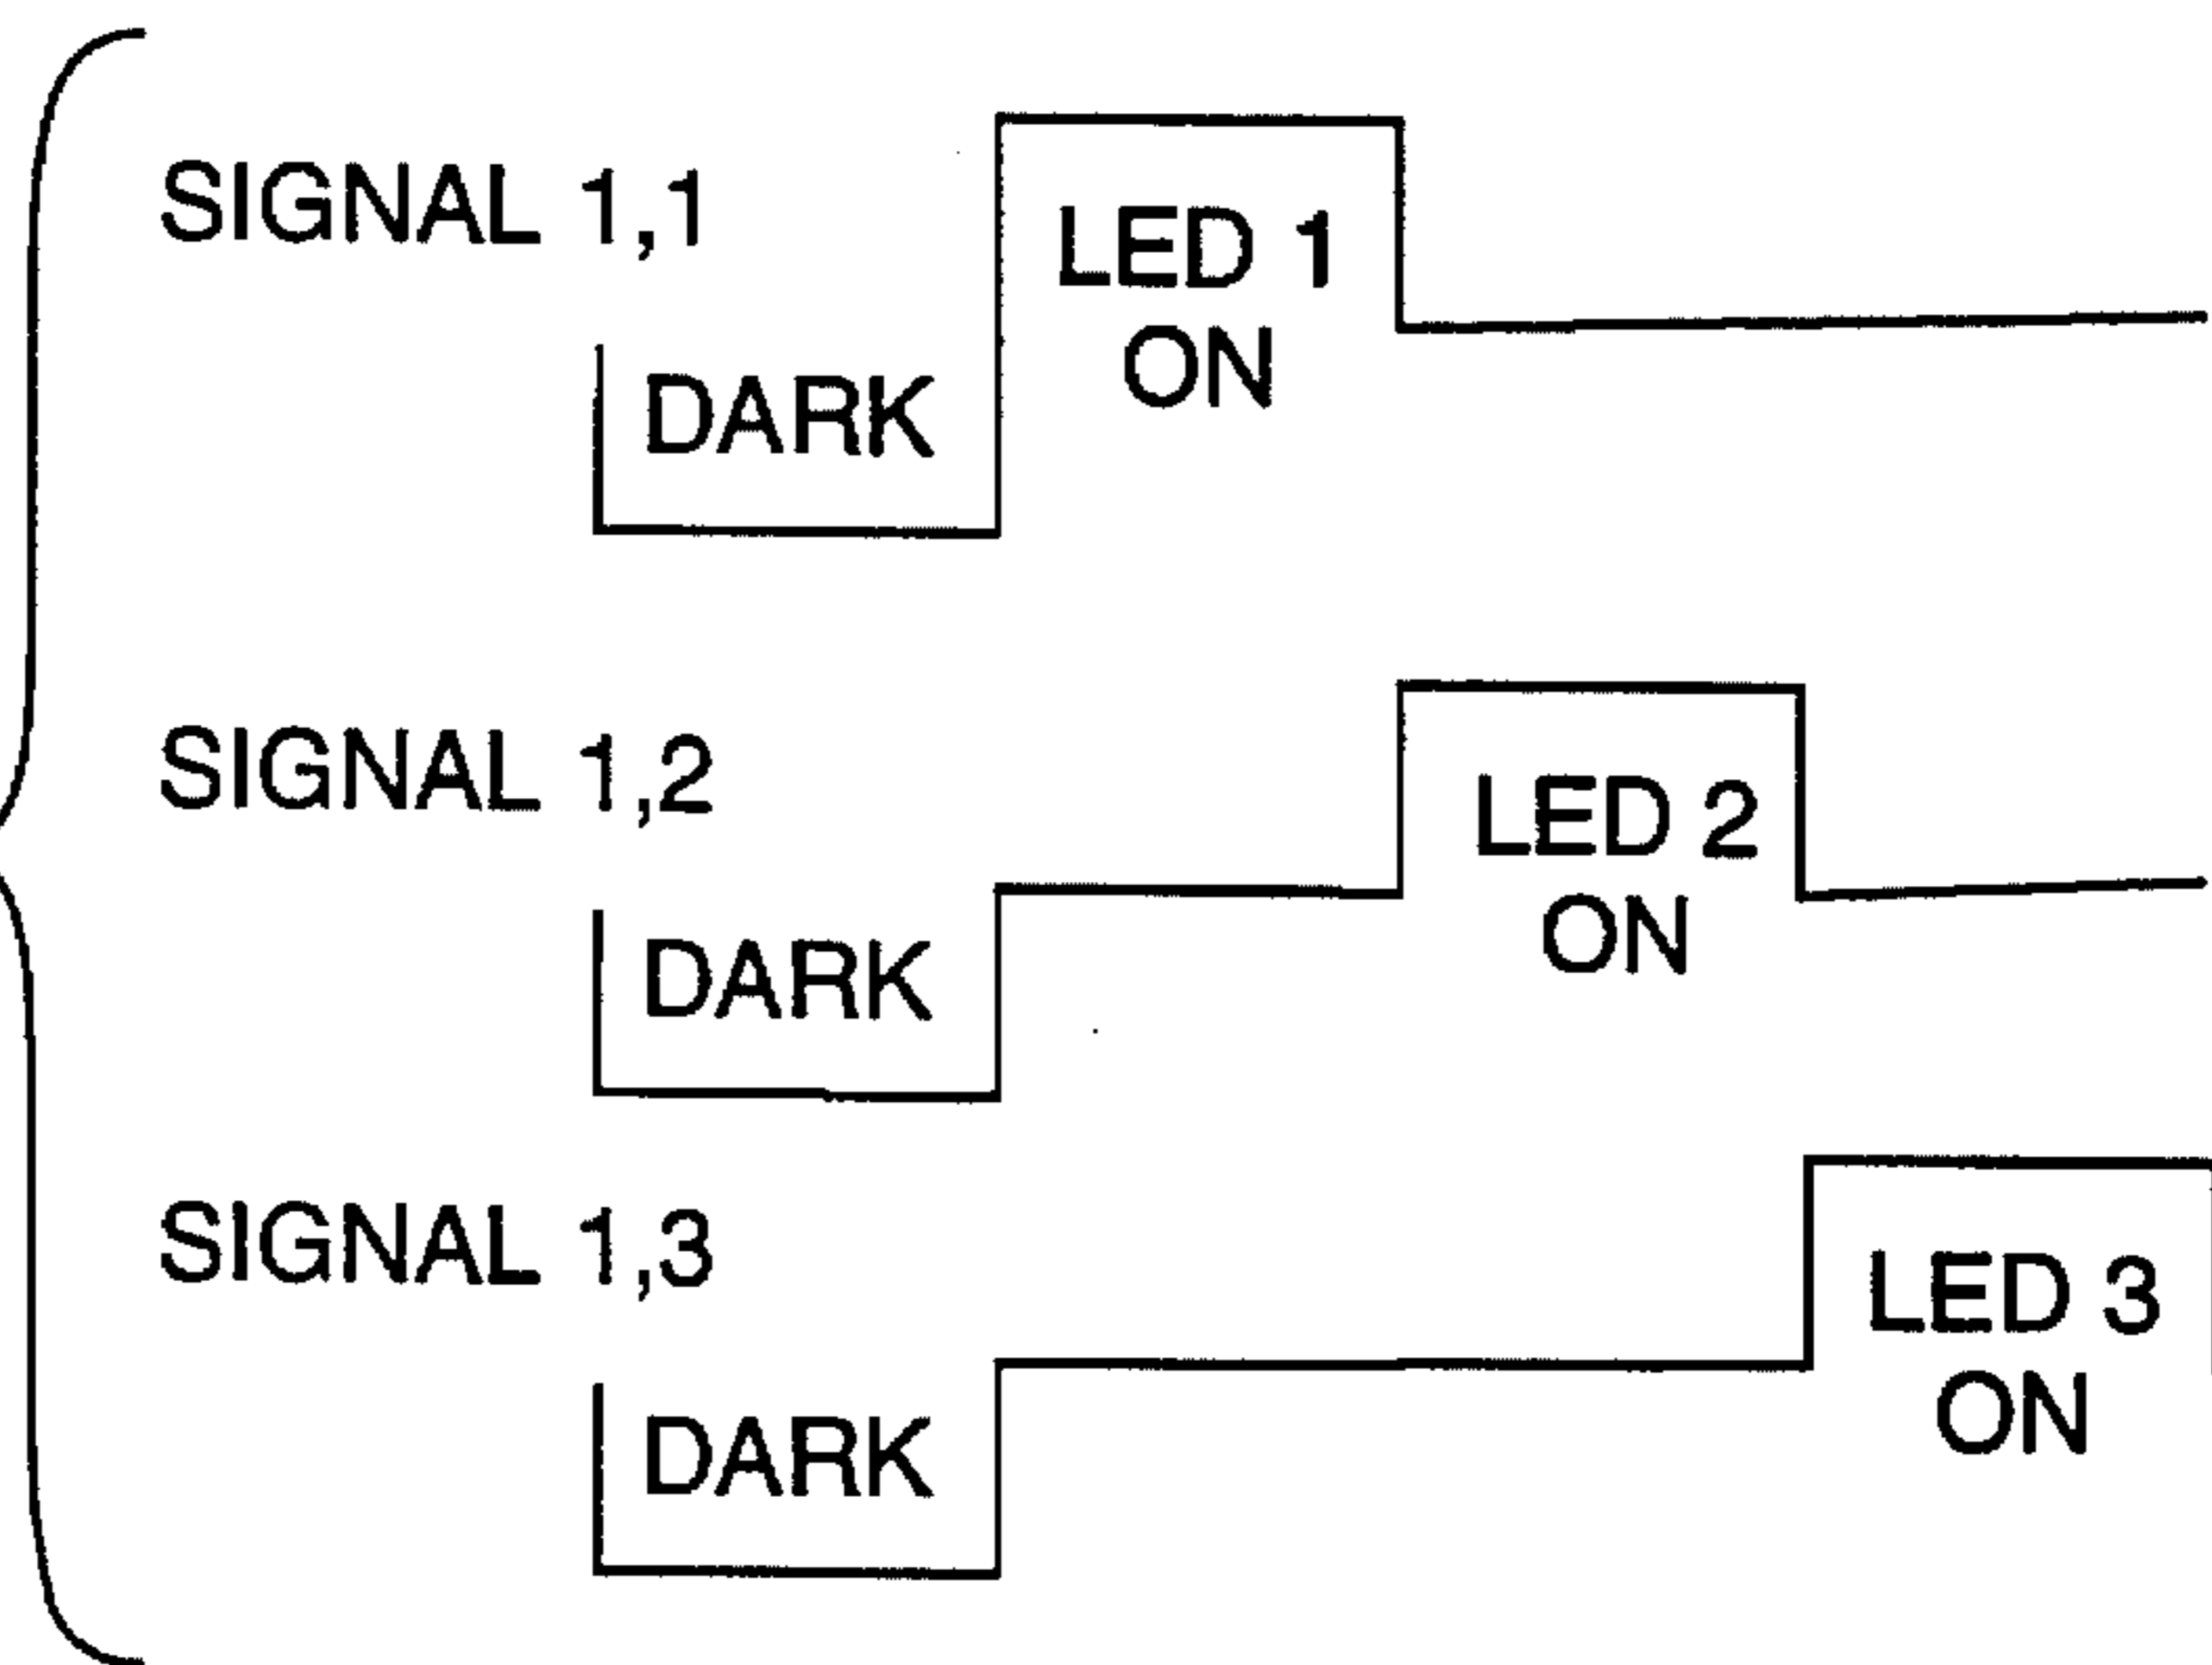 SIGNAL 1,1
LED 1
ON
DARK
SIGNAL 1,2
LED 2
ON
DARK
SIGNAL 1,3
LED 3
ON
DARK